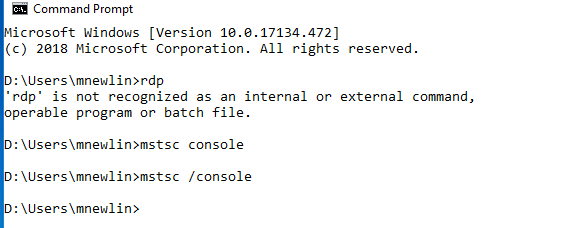 Command Prompt
Microsoft Windows [Version 10.0.17134.472]
(c) 2018 Microsoft Corporation. All rights reserved.
D:\Users\mnewlin>rdp
'rdp' is not recognized as an internal or external command,
operable program or batch file.
D:\Users\mnewlin>mstsc console
D:\Users\mnewlin>mstsc /console
D:\Users\mnewlin>